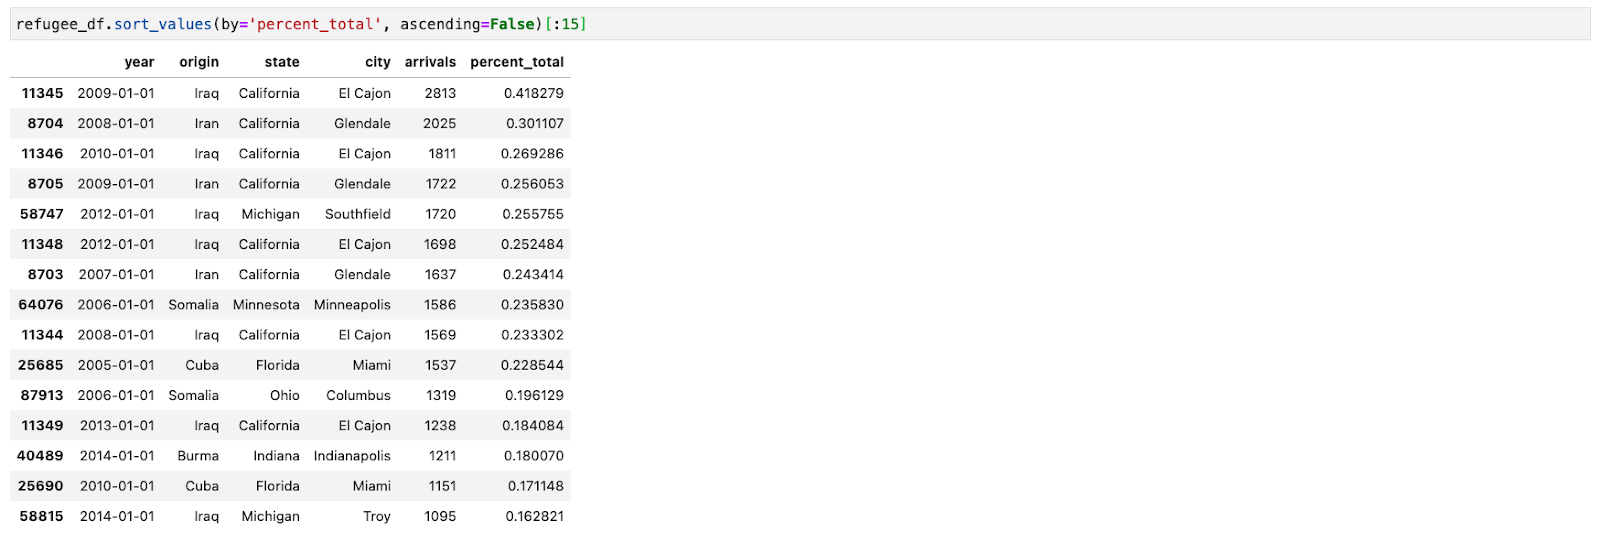 refugee_df.sort_values(by='percent_total', ascending=False)[:15]
year origin state city arrivals percent_total
11345 2009-01-01 Iraq California El Cajon 2813 0.418279
8704 2008-01-01 Iran California Glendale 2025 0.301107
11346 2010-01-01 Iraq California El Cajon 1811 0.269286
8705 2009-01-01 Iran California Glendale 1722 0.256053
58747 2012-01-01 Iraq Michigan Southfield 1720 0.255755
11348 2012-01-01 Iraq California El Cajon 1698 0.252484
8703 2007-01-01 Iran California Glendale 1637 0.243414
64076 2006-01-01 Somalia Minnesota Minneapolis 1586 0.235830
11344 2008-01-01 Iraq California El Cajon 1569 0.233302
25685 2005-01-01 Cuba Florida Miami 1537 0.228544
87913 2006-01-01 Somalia Ohio Columbus 1319 0.196129
11349 2013-01-01 Iraq California El Cajon 1238 0.184084
40489 2014-01-01 Burma Indiana Indianapolis 1211 0.180070
25690 2010-01-01 Cuba Florida Miami 1151 0.171148
58815 2014-01-01 Iraq Michigan Troy 1095 0.162821